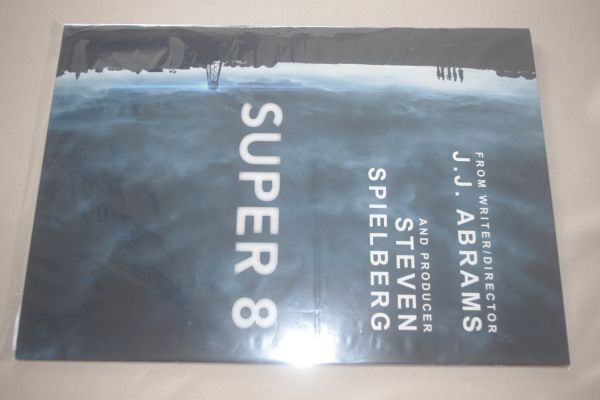 FROM WRITER/DIRECTOR
J.J. ABRAMS
AND PRODUCER
STEVEN
SPIELBERG
SUPER 8